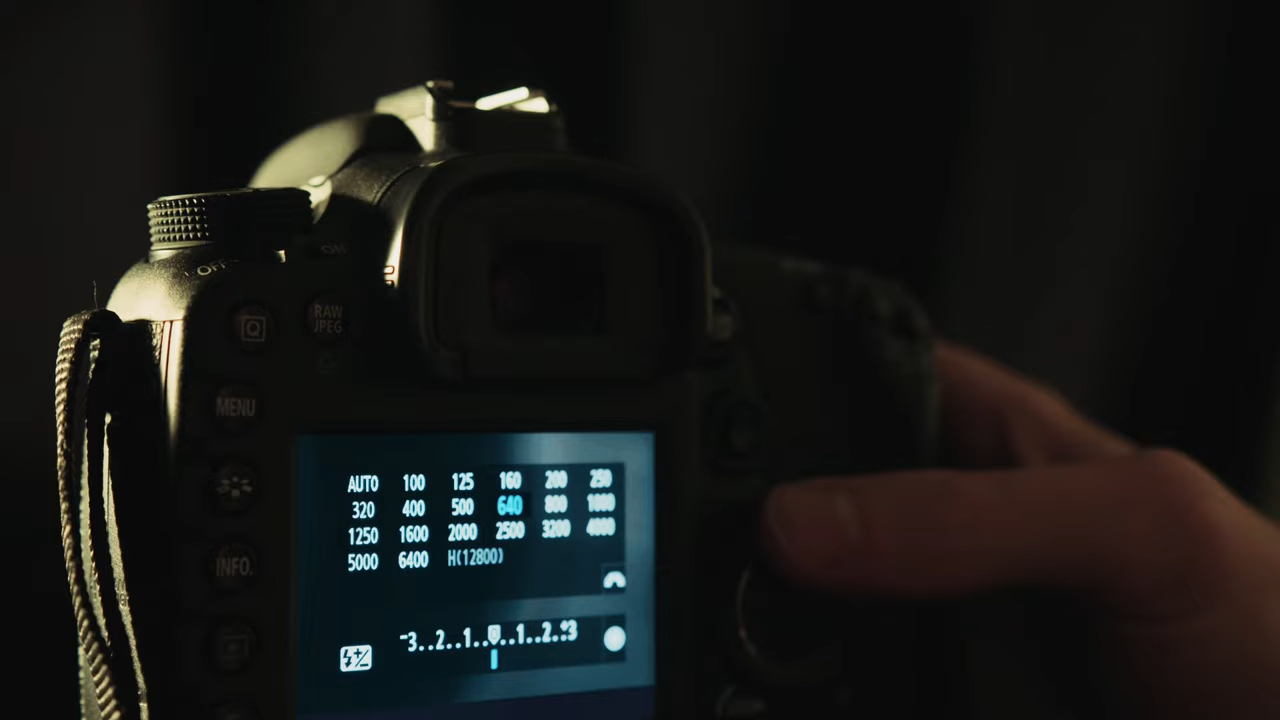 OFF
ON
Q
RAW
JPEG
MENU
INFO.
AUTO 100 125 160 200 250
320 400 500 640 800 1000
1250 1600 2000 2500 3200 4000
5000 6400 H(12800)
-3..2..1..0..1..2..+3